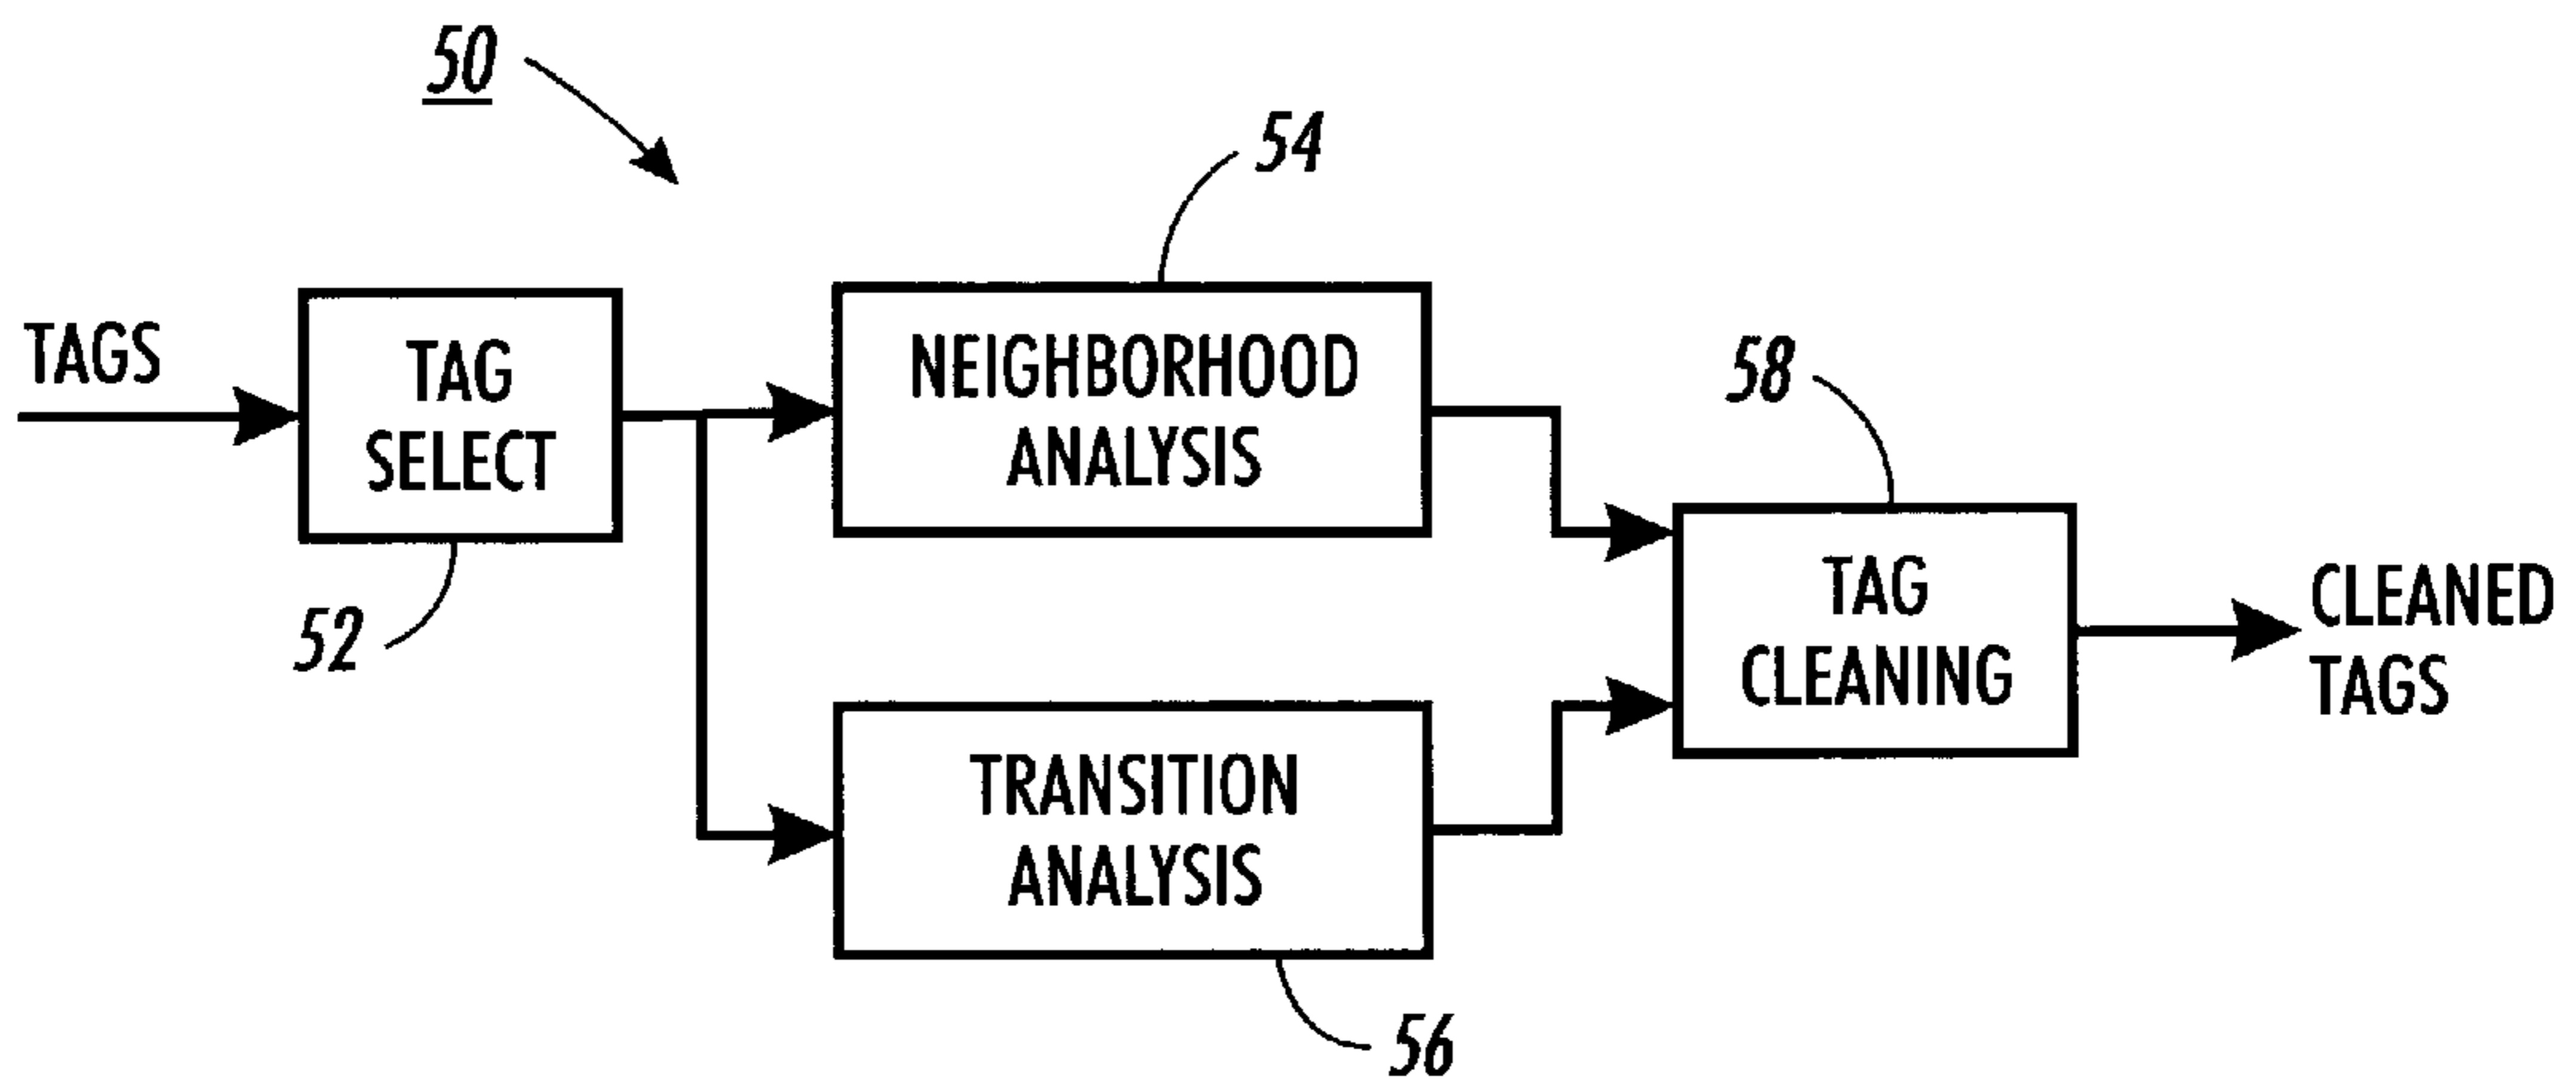 50
54
TAGS
TAG
SELECT
52
NEIGHBORHOOD
ANALYSIS
58
TRANSITION
ANALYSIS
56
TAG
CLEANING
CLEANED
TAGS